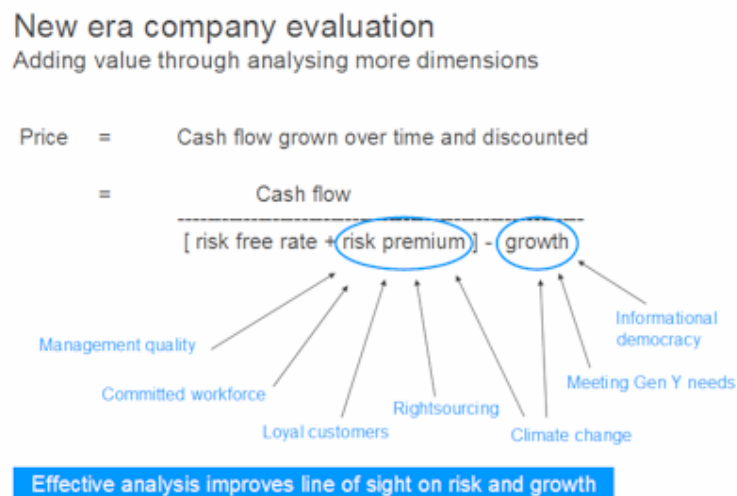 New era company evaluation
Adding value through analysing more dimensions
Price = Cash flow grown over time and discounted
= Cash flow
[ risk free rate + risk premium ] - growth
Informational
democracy
Management quality
Meeting Gen Y needs
Committed workforce
Rightsourcing
Loyal customers
Climate change
Effective analysis improves line of sight on risk and growth